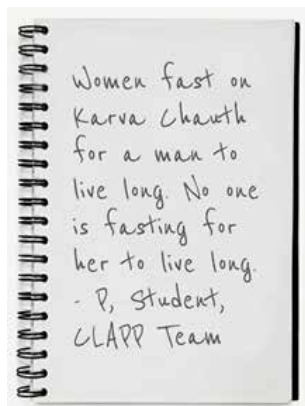 Women fast on
Karva Chauth
for a man to
live long. No one
is fasting for
her to live long.
- P, Student,
CLAPP Team